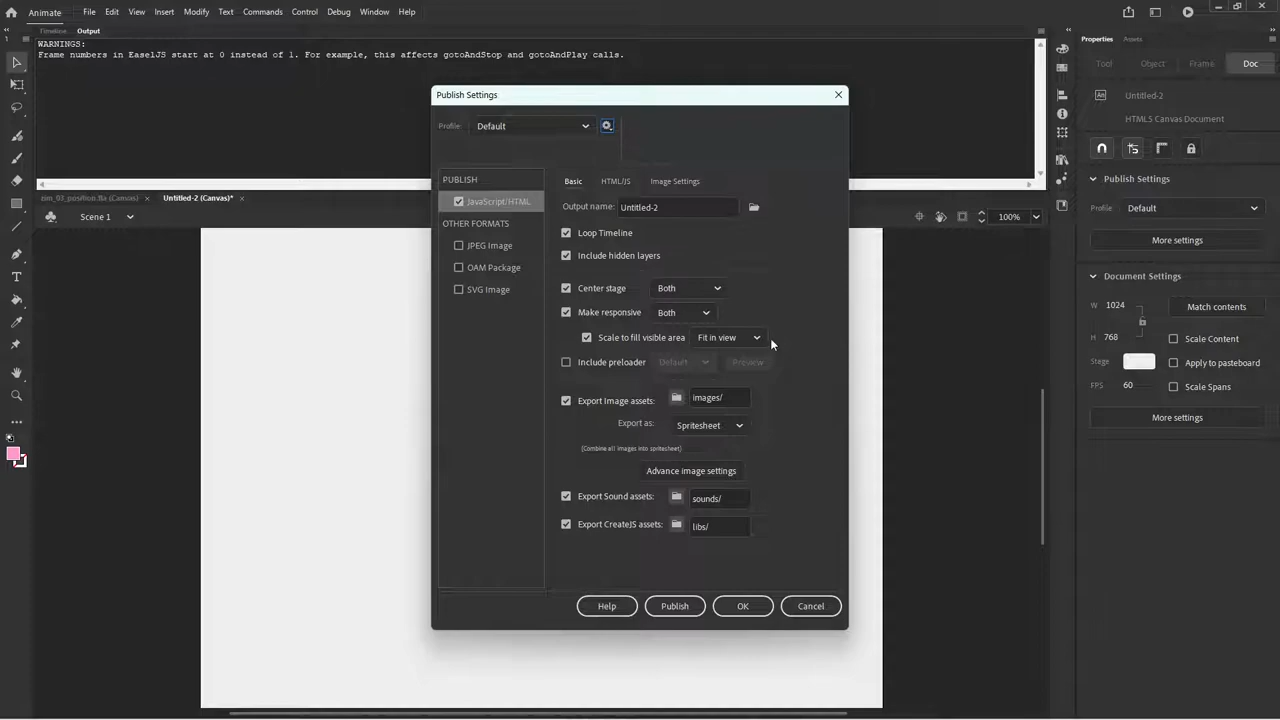 Animate File Edit View Insert Modify Text Commands Control Debug Window Help
Timeline Output
WARNINGS:
Frame numbers in EaselJS start at 0 instead of 1. For example, this affects gotoAndStop and gotoAndPlay calls.
Untitled-2 (Canvas)*
Scene 1
100%
Publish Settings
Profile: Default
PUBLISH
JavaScript/HTML
OTHER FORMATS
JPEG Image
OAM Package
SVG Image
Basic HTML/JS Image Settings
Output name: Untitled-2
Loop Timeline
Include hidden layers
Center stage Both
Make responsive Both
Scale to fill visible area Fit in view
Include preloader Default Preview
Export Image assets: images/
Export as: Spritesheet
(Combine all images into spritesheet)
Advance image settings
Export Sound assets: sounds/
Export CreateJS assets: libs/
Help Publish OK Cancel
Properties Assets
Tool Object Frame Doc
An Untitled-2
HTML5 Canvas Document
Publish Settings
Profile Default
More settings
Document Settings
W 1024 Match contents
H 768 Scale Content
Stage Apply to pasteboard
FPS 60 Scale Spans
More settings